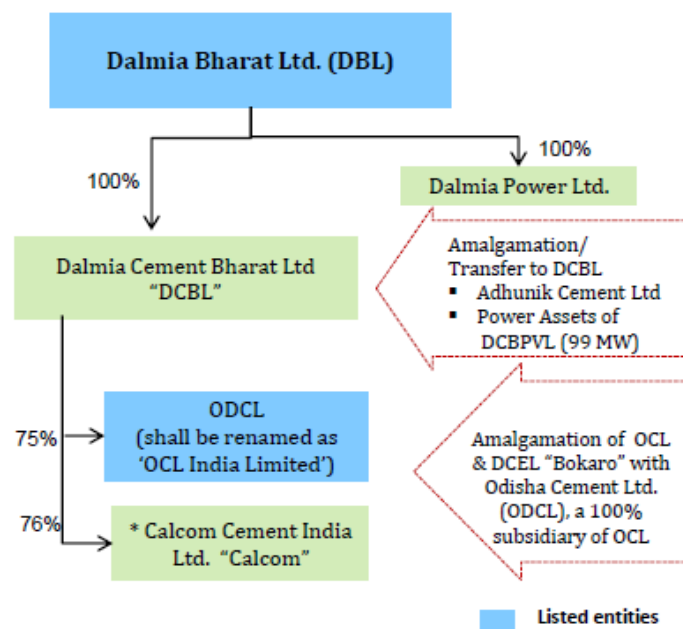 Dalmia Bharat Ltd. (DBL)
100%
100%
Dalmia Power Ltd.
Dalmia Cement Bharat Ltd
“DCBL”
Amalgamation/
Transfer to DCBL
▪ Adhunik Cement Ltd
▪ Power Assets of
DCBPVL (99 MW)
75%
ODCL
(shall be renamed as
‘OCL India Limited’)
Amalgamation of OCL
& DCEL “Bokaro” with
Odisha Cement Ltd.
(ODCL), a 100%
subsidiary of OCL
76%
* Calcom Cement India
Ltd. “Calcom”
Listed entities